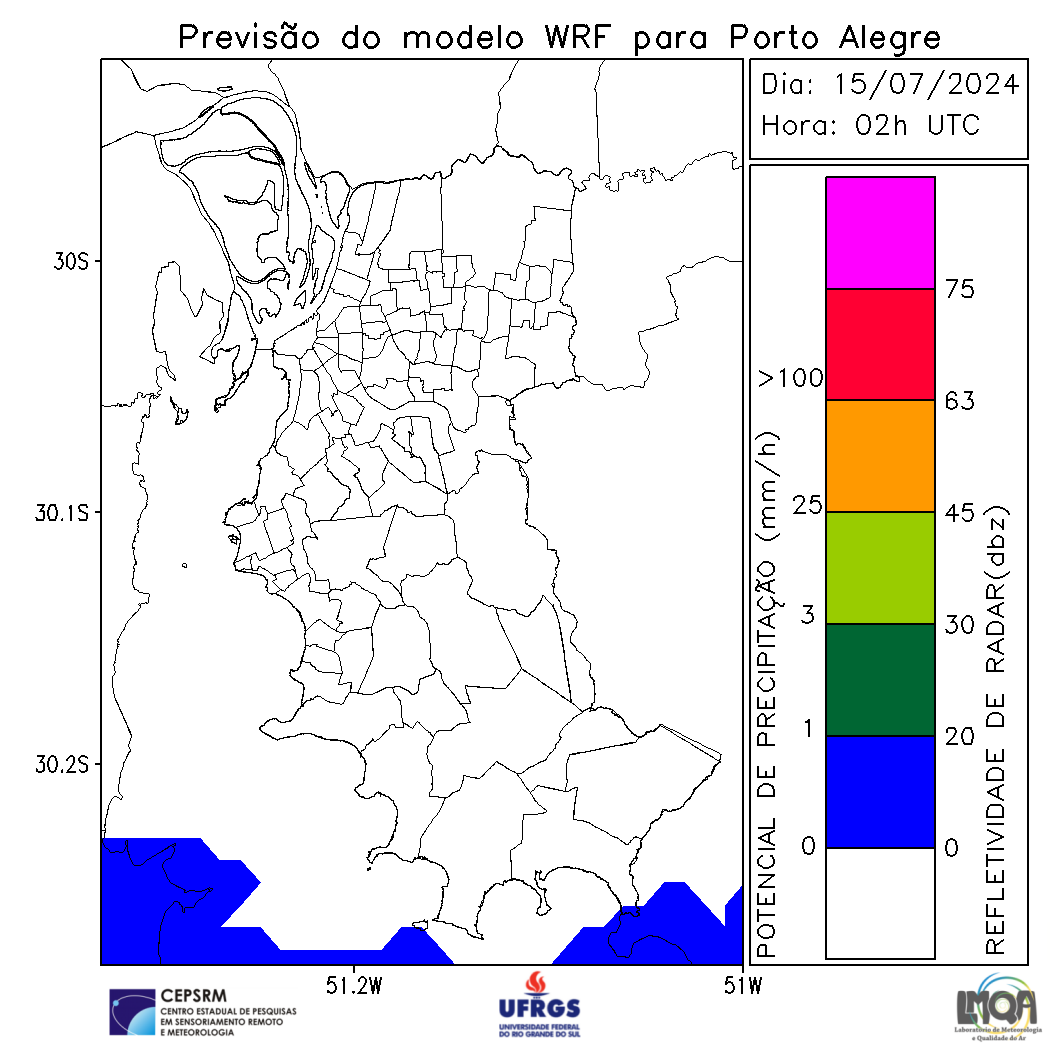 Previsão do modelo WRF para Porto Alegre
Dia: 15/07/2024
Hora: 02h UTC
30S
30.1S
30.2S
51.2W
51W
POTENCIAL DE PRECIPITAÇÃO (mm/h)
>100
25
3
1
0
75
63
45
30
20
0
REFLETIVIDADE DE RADAR(dbz)
CEPSRM
CENTRO ESTADUAL DE PESQUISAS
EM SENSORIAMENTO REMOTO
E METEOROLOGIA
UFRGS
UNIVERSIDADE FEDERAL
DO RIO GRANDE DO SUL
LMQA
Laboratório de Meteorologia
e Qualidade do Ar